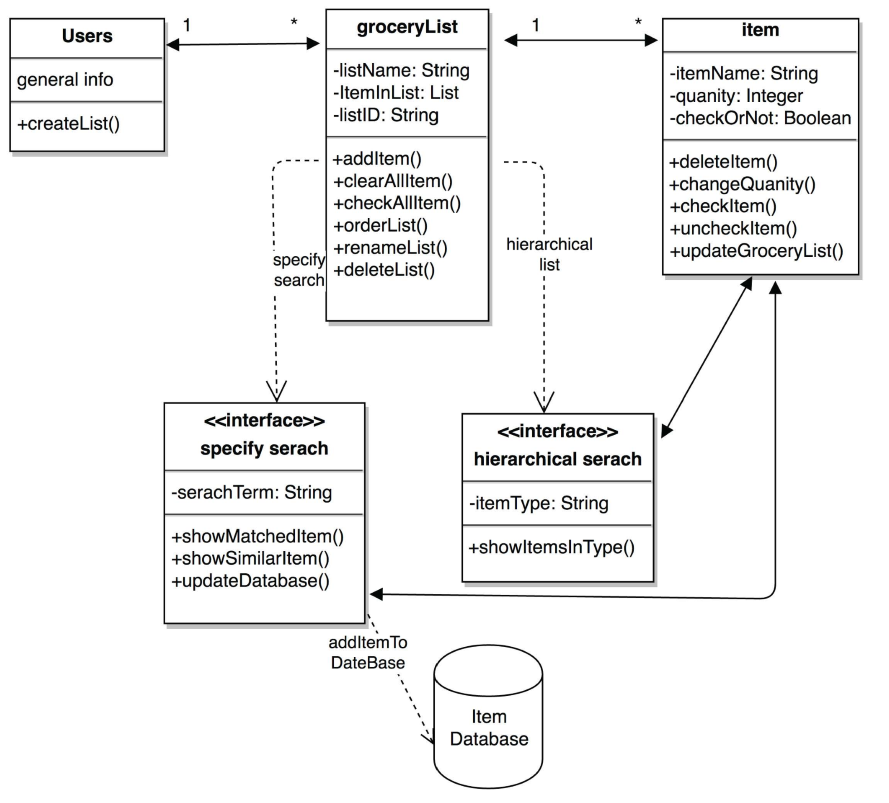 Users
general info
+createList()
1
*
groceryList
-listName: String
-ItemInList: List
-listID: String
+addItem()
+clearAllItem()
+checkAllItem()
+orderList()
+renameList()
+deleteList()
1
*
item
-itemName: String
-quanity: Integer
-checkOrNot: Boolean
+deleteItem()
+changeQuanity()
+checkItem()
+uncheckItem()
+updateGroceryList()
specify
search
hierarchical
list
<<interface>>
specify serach
-serachTerm: String
+showMatchedItem()
+showSimilarItem()
+updateDatabase()
<<interface>>
hierarchical serach
-itemType: String
+showItemsInType()
addItemTo
DateBase
Item
Database